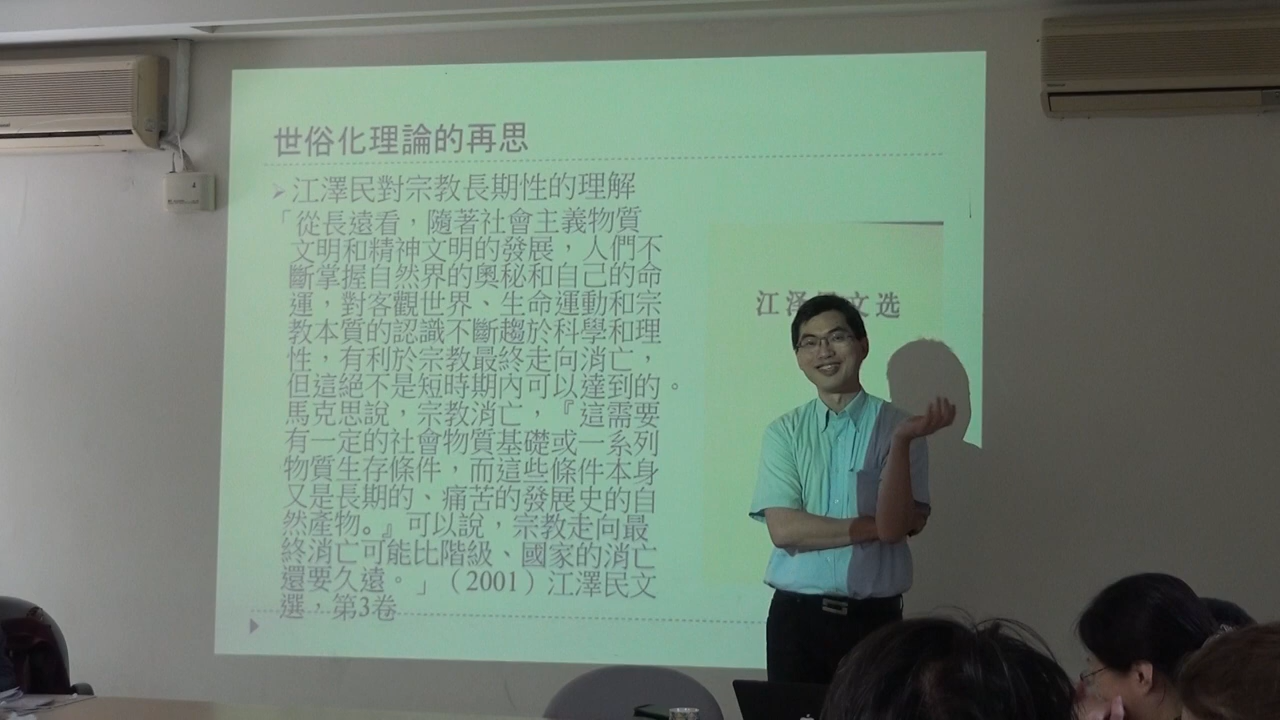 世俗化理論的再思
江澤民對宗教長期性的理解
「從長遠看，隨著社會主義物質
文明和精神文明的發展，人們不
斷掌握自然界的奧秘和自己的命
運，對客觀世界、生命運動和宗
教本質的認識不斷趨於科學和理
性，有利於宗教最終走向消亡，
但這絕不是短時期內可以達到的。
馬克思說，宗教消亡，『這需要
有一定的社會物質基礎或一系列
物質生存條件，而這些條件本身
又是長期的、痛苦的發展史的自
然產物。』可以說，宗教走向最
終消亡可能比階級、國家的消亡
還要久遠。」（2001）江澤民文
選，第3卷
江泽 文选